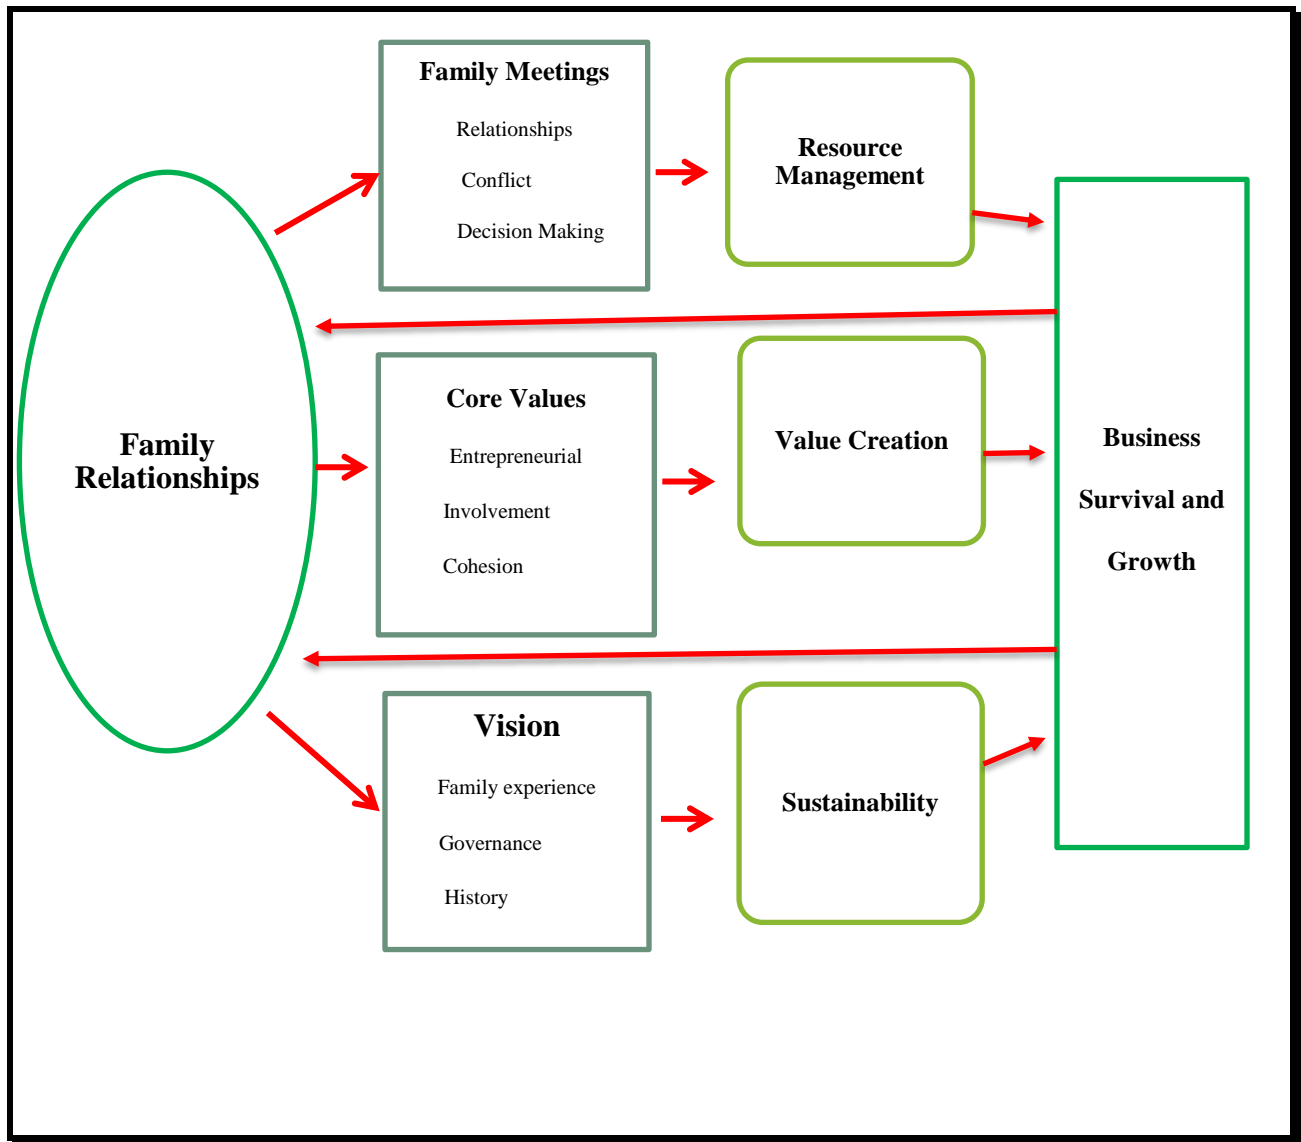 Family Meetings
Relationships
Conflict
Decision Making
Resource
Management
Family
Relationships
Core Values
Entrepreneurial
Involvement
Cohesion
Value Creation
Business
Survival and
Growth
Vision
Family experience
Governance
History
Sustainability